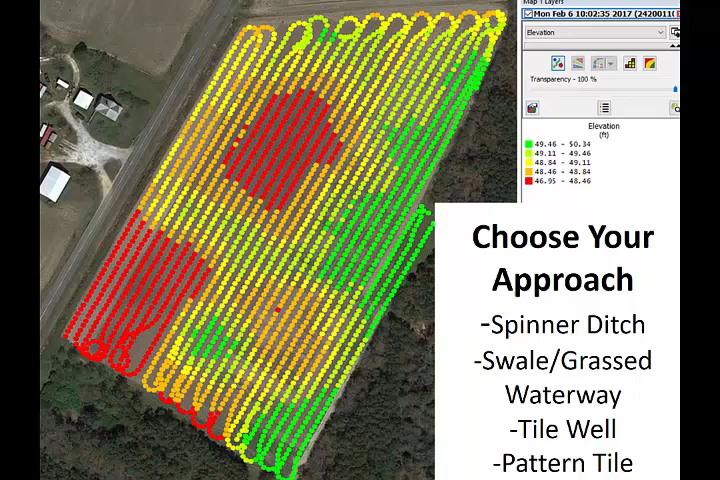 Map 1 Layers
Mon Feb 6 10:02:35 2017 (2420011
Elevation
Transparency - 100 %
Elevation
(ft)
49.46 - 50.34
49.11 - 49.46
48.84 - 49.11
48.46 - 48.84
46.95 - 48.46
Choose Your
Approach
-Spinner Ditch
-Swale/Grassed
Waterway
-Tile Well
-Pattern Tile